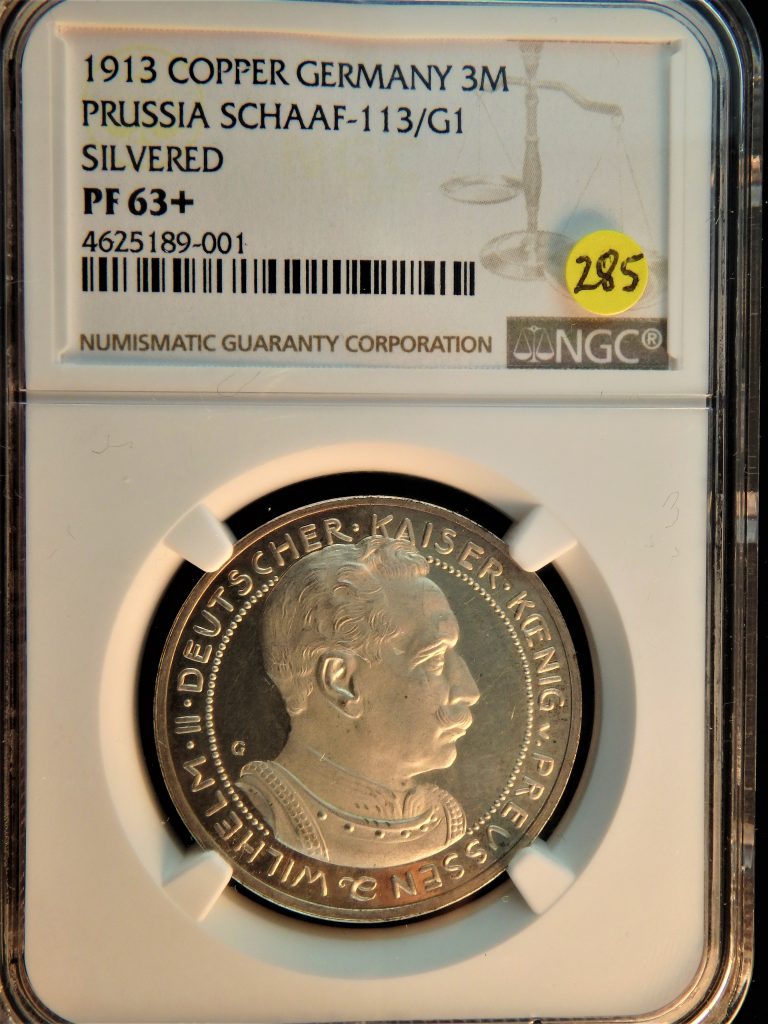 1913 COPPER GERMANY 3M
PRUSSIA SCHAAF-113/G1
SILVERED
PF 63+
4625189-001
285
NUMISMATIC GUARANTY CORPORATION
NGC®
WILHELM · II · DEUTSCHER · KAISER · KŒNIG v. PREUSSEN
G